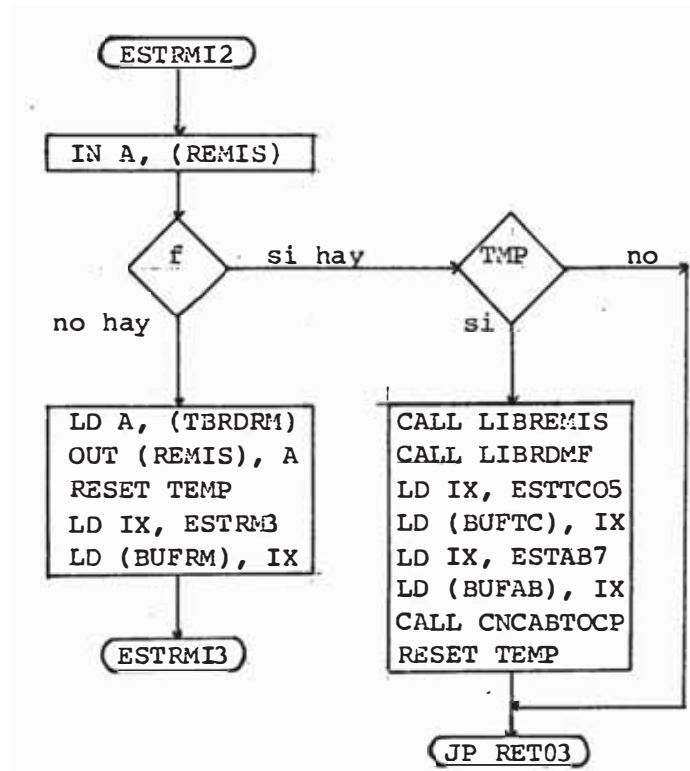 ESTRMI2
IN A, (REMIS)
f
si hay
TMP
no
no hay
si
LD A, (TBRDRM)
OUT (REMIS), A
RESET TEMP
LD IX, ESTRM3
LD (BUFRM), IX
CALL LIBREMIS
CALL LIBRDMF
LD IX, ESTTCO5
LD (BUFTC), IX
LD IX, ESTAB7
LD (BUFAB), IX
CALL CNCABTOCP
RESET TEMP
ESTRMI3
JP RET03